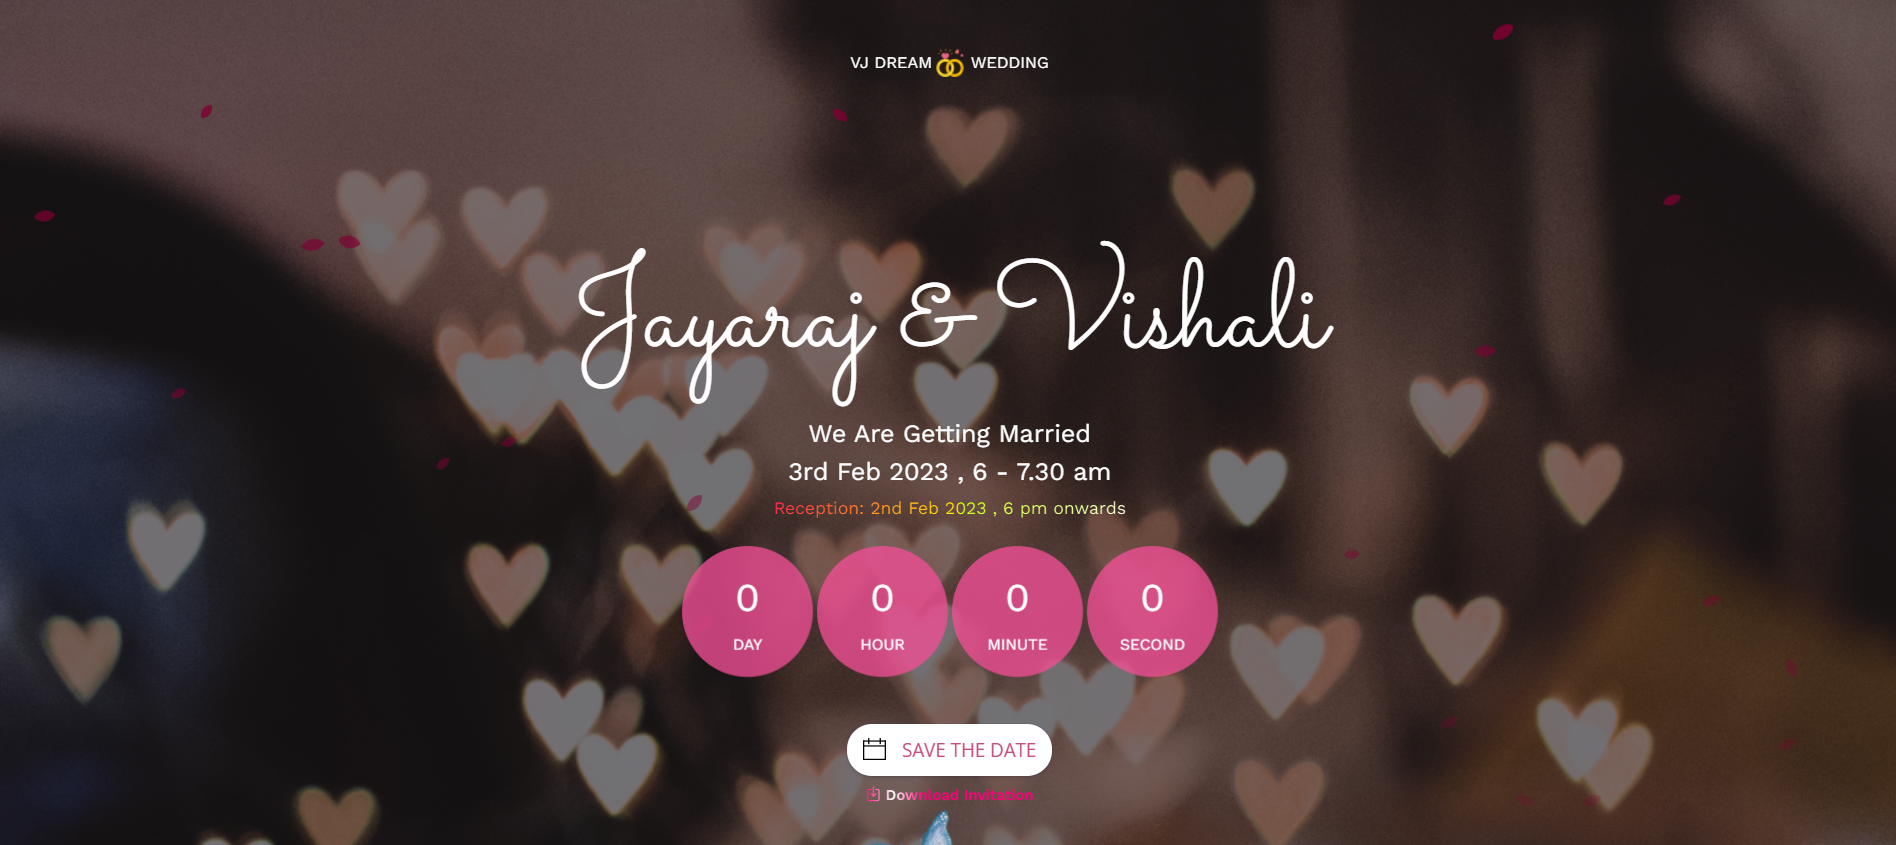 VJ DREAM WEDDING
Jayaraj & Vishali
We Are Getting Married
3rd Feb 2023 , 6 - 7.30 am
Reception: 2nd Feb 2023 , 6 pm onwards
0 0 0 0
DAY HOUR MINUTE SECOND
SAVE THE DATE
Download Invitation